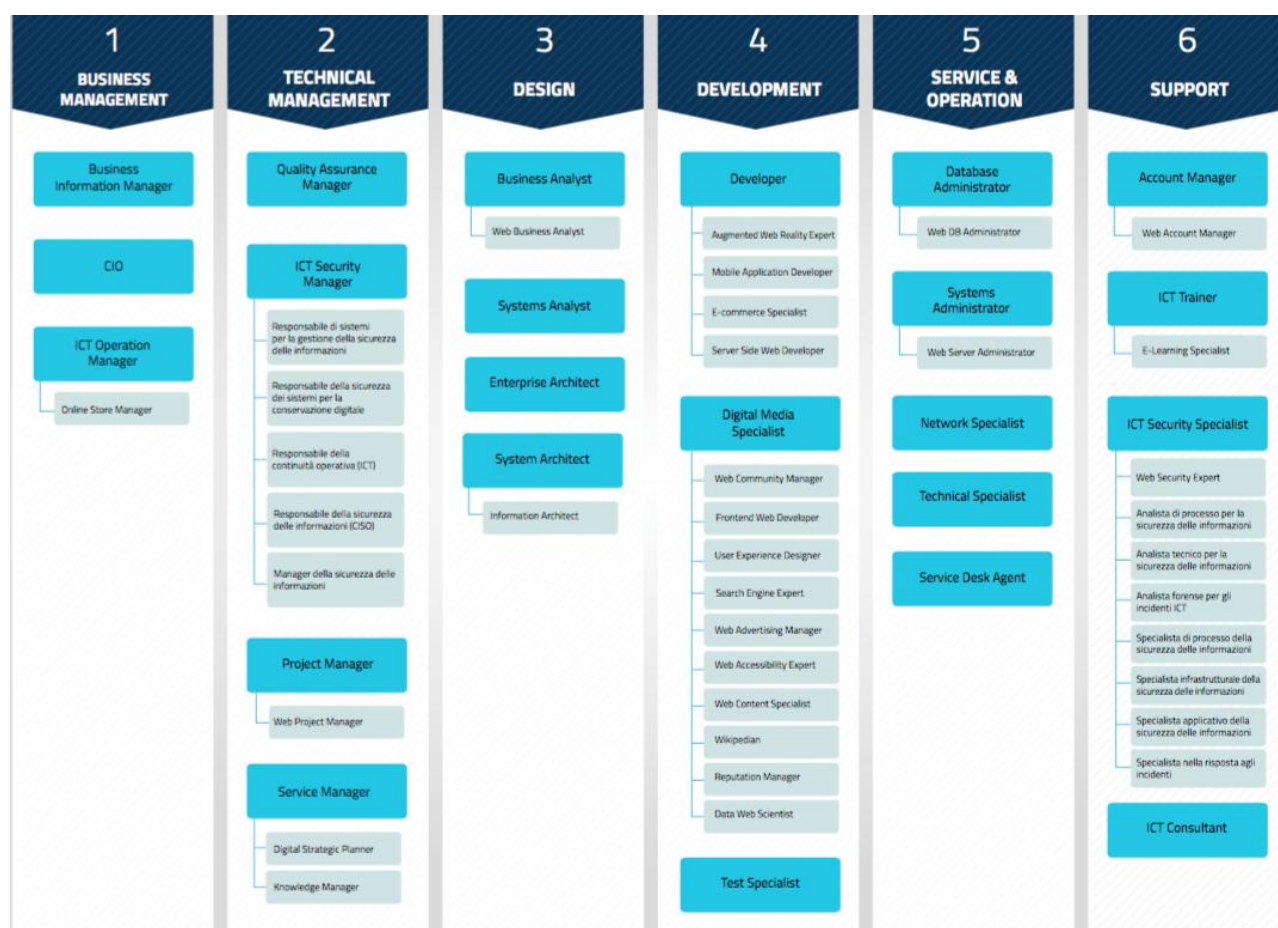 1
BUSINESS
MANAGEMENT
Business
Information Manager
CIO
ICT Operation
Manager
Online Store Manager
2
TECHNICAL
MANAGEMENT
Quality Assurance
Manager
ICT Security
Manager
Responsabile di sistemi
per la gestione della sicurezza
delle informazioni
Responsabile della sicurezza
dei sistemi per la
conservazione digitale
Responsabile della
continuità operativa (ICT)
Responsabile della sicurezza
delle informazioni (CISO)
Manager della sicurezza delle
informazioni
Project Manager
Web Project Manager
Service Manager
Digital Strategic Planner
Knowledge Manager
3
DESIGN
Business Analyst
Web Business Analyst
Systems Analyst
Enterprise Architect
System Architect
Information Architect
4
DEVELOPMENT
Developer
Augmented Web Reality Expert
Mobile Application Developer
E-commerce Specialist
Server Side Web Developer
Digital Media
Specialist
Web Community Manager
Frontend Web Developer
User Experience Designer
Search Engine Expert
Web Advertising Manager
Web Accessibility Expert
Web Content Specialist
Wikipedian
Reputation Manager
Data Web Scientist
Test Specialist
5
SERVICE &
OPERATION
Database
Administrator
Web DB Administrator
Systems
Administrator
Web Server Administrator
Network Specialist
Technical Specialist
Service Desk Agent
6
SUPPORT
Account Manager
Web Account Manager
ICT Trainer
E-Learning Specialist
ICT Security Specialist
Web Security Expert
Analista di processo per la
sicurezza delle informazioni
Analista tecnico per la
sicurezza delle informazioni
Analista forense per gli
incidenti ICT
Specialista di processo della
sicurezza delle informazioni
Specialista infrastrutturale della
sicurezza delle informazioni
Specialista applicativo della
sicurezza delle informazioni
Specialista nella risposta agli
incidenti
ICT Consultant